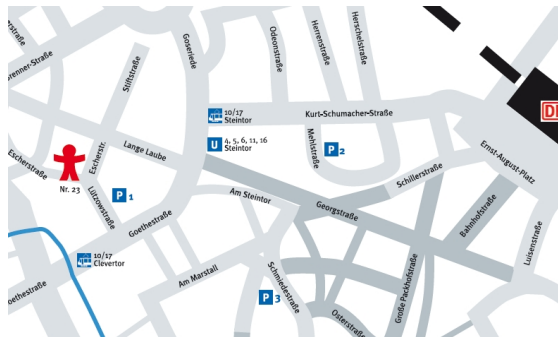 Brenner-Straße
Stiftstraße
Goseriede
Odeonstraße
Herrenstraße
Herschelstraße
10/17
Steintor
Kurt-Schumacher-Straße
U
4, 5, 6, 11, 16
Steintor
Mehlstraße
P 2
Ernst-August-Platz
Escherstraße
Escherstr.
Lange Laube
Nr. 23
Lützowstraße
P 1
Goethestraße
Am Steintor
Georgstraße
Schillerstraße
Bahnhofstraße
Luisenstraße
10/17
Clevertor
Am Marstall
Schmiedestraße
P 3
Osterstraße
Große Packhofstraße